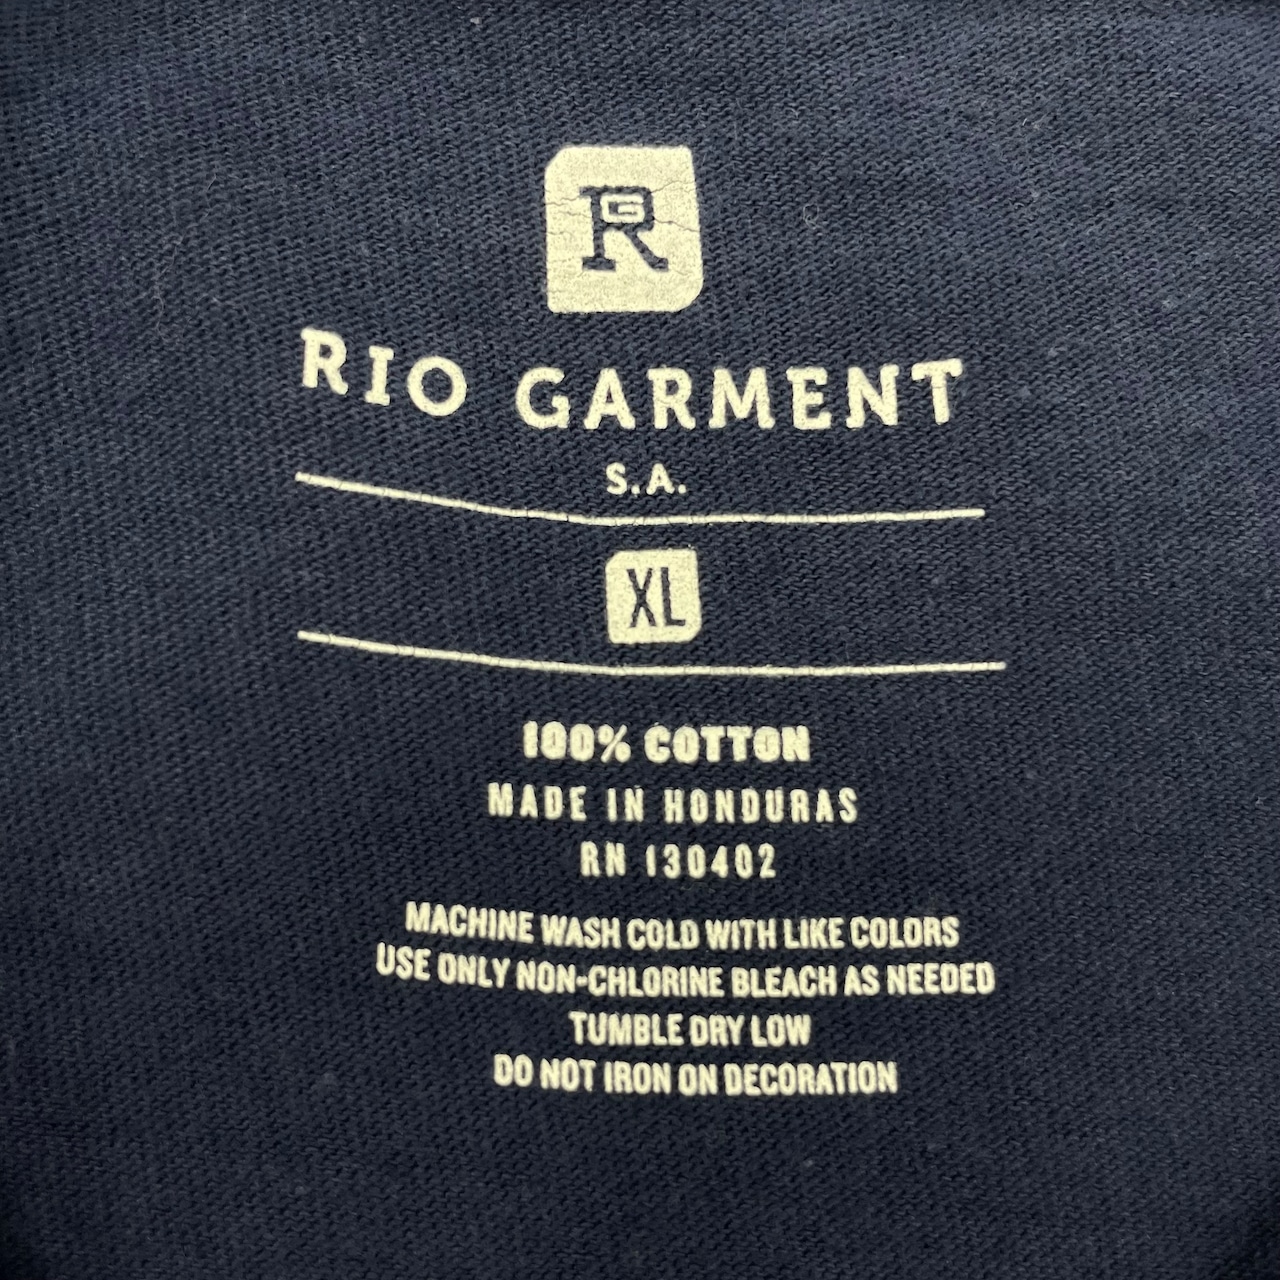 RG
RIO GARMENT
S.A.
XL
100% COTTON
MADE IN HONDURAS
RN 130402
MACHINE WASH COLD WITH LIKE COLORS
USE ONLY NON-CHLORINE BLEACH AS NEEDED
TUMBLE DRY LOW
DO NOT IRON ON DECORATION